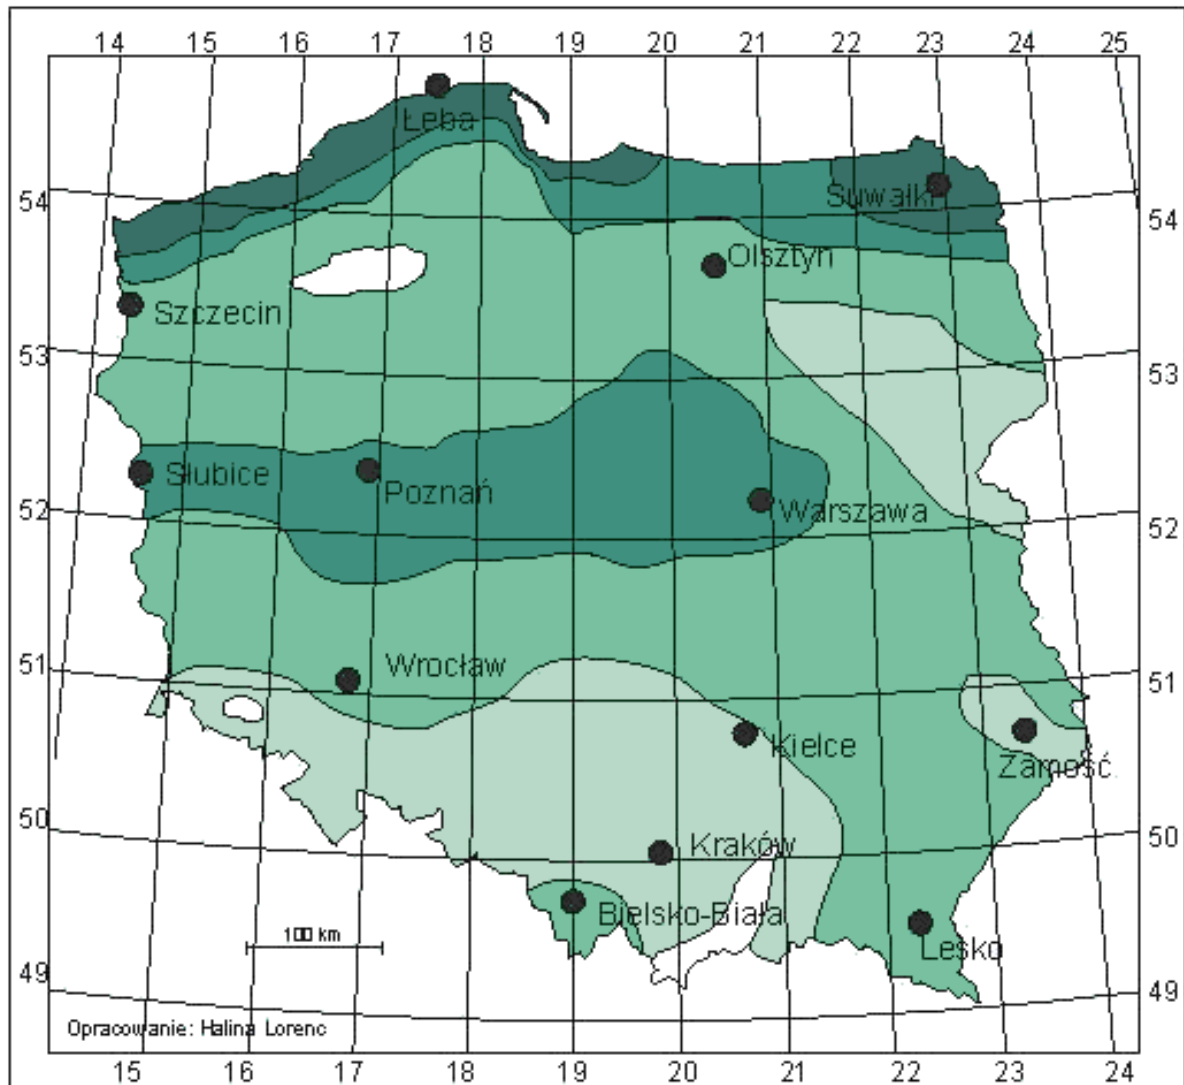 14 15 16 17 18 19 20 21 22 23 24 25
Łeba
Suwałki
54
54
Olsztyn
Szczecin
53
53
Słubice
Poznań
Warszawa
52
52
Wrocław
51
51
Kielce
Zamość
50
50
Kraków
Bielsko-Biała
Lesko
100 km
49
49
Opracowanie: Halina Lorenc
15 16 17 18 19 20 21 22 23 24